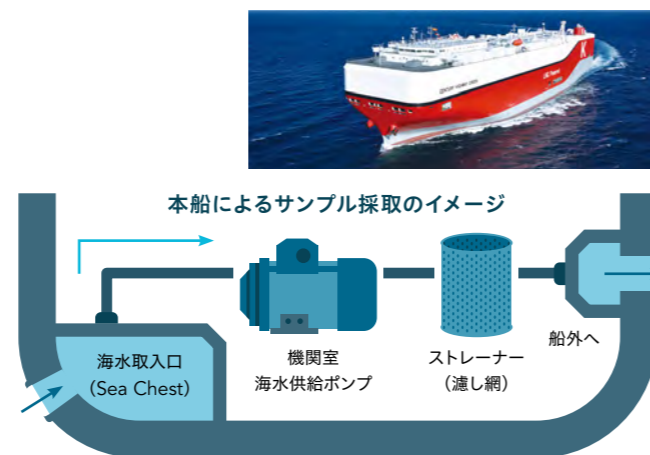 K
本船によるサンプル採取のイメージ
海水取入口
(Sea Chest)
機関室
海水供給ポンプ
ストレーナー
(濾し網)
船外へ